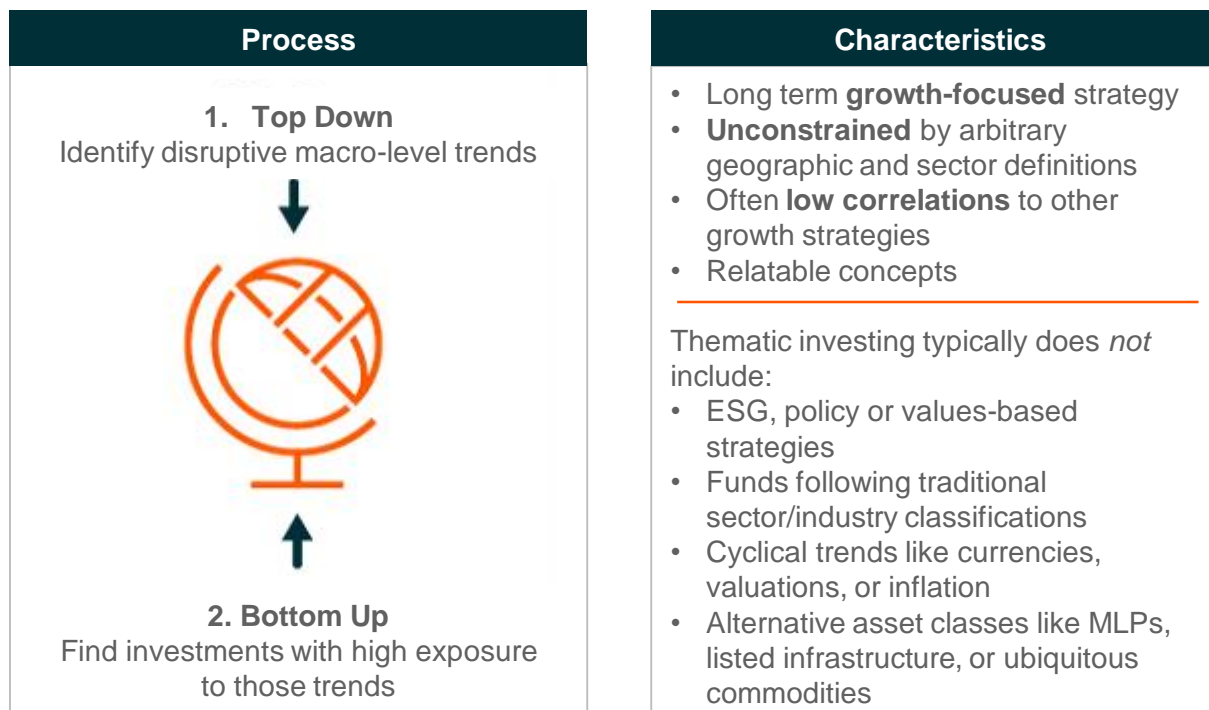 Process
1. Top Down
Identify disruptive macro-level trends
2. Bottom Up
Find investments with high exposure
to those trends
Characteristics
• Long term growth-focused strategy
• Unconstrained by arbitrary
geographic and sector definitions
• Often low correlations to other
growth strategies
• Relatable concepts
Thematic investing typically does not
include:
• ESG, policy or values-based
strategies
• Funds following traditional
sector/industry classifications
• Cyclical trends like currencies,
valuations, or inflation
• Alternative asset classes like MLPs,
listed infrastructure, or ubiquitous
commodities